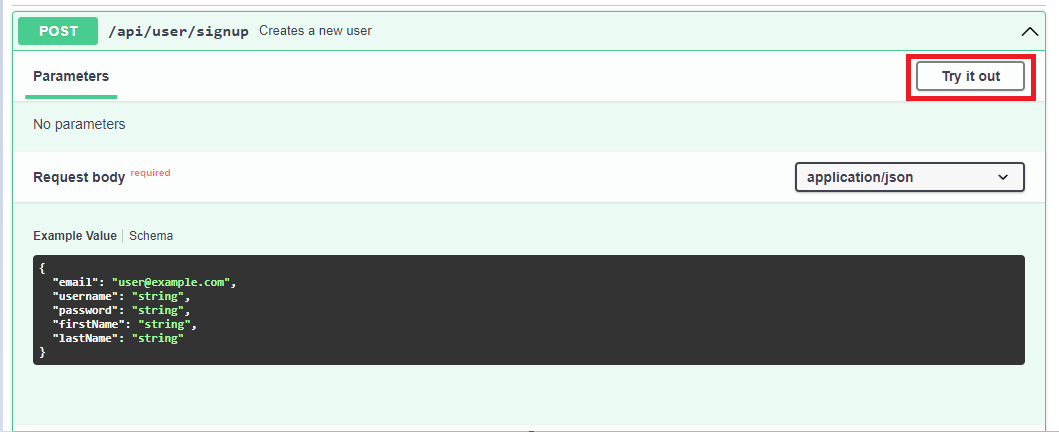 POST /api/user/signup Creates a new user
Parameters
Try it out
No parameters
Request body required
application/json
Example Value | Schema
{
  "email": "user@example.com",
  "username": "string",
  "password": "string",
  "firstName": "string",
  "lastName": "string"
}